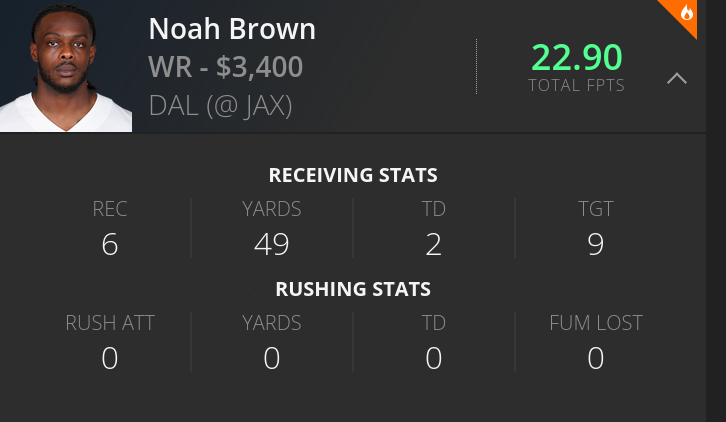 Noah Brown
WR - $3,400
DAL (@ JAX)
22.90
TOTAL FPTS
RECEIVING STATS
REC YARDS TD TGT
6 49 2 9
RUSHING STATS
RUSH ATT YARDS TD FUM LOST
0 0 0 0